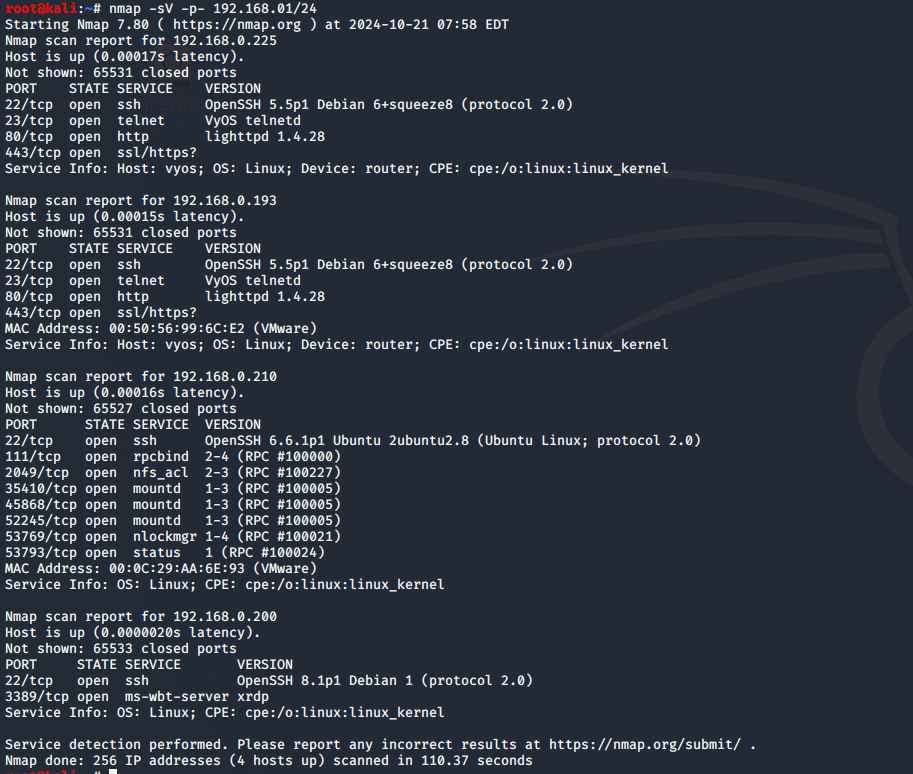 root@kali:~# nmap -sV -p- 192.168.01/24
Starting Nmap 7.80 ( https://nmap.org ) at 2024-10-21 07:58 EDT
Nmap scan report for 192.168.0.225
Host is up (0.00017s latency).
Not shown: 65531 closed ports
PORT    STATE SERVICE    VERSION
22/tcp  open  ssh        OpenSSH 5.5p1 Debian 6+squeeze8 (protocol 2.0)
23/tcp  open  telnet     VyOS telnetd
80/tcp  open  http       lighttpd 1.4.28
443/tcp open  ssl/https?
Service Info: Host: vyos; OS: Linux; Device: router; CPE: cpe:/o:linux:linux_kernel

Nmap scan report for 192.168.0.193
Host is up (0.00015s latency).
Not shown: 65531 closed ports
PORT    STATE SERVICE    VERSION
22/tcp  open  ssh        OpenSSH 5.5p1 Debian 6+squeeze8 (protocol 2.0)
23/tcp  open  telnet     VyOS telnetd
80/tcp  open  http       lighttpd 1.4.28
443/tcp open  ssl/https?
MAC Address: 00:50:56:99:6C:E2 (VMware)
Service Info: Host: vyos; OS: Linux; Device: router; CPE: cpe:/o:linux:linux_kernel

Nmap scan report for 192.168.0.210
Host is up (0.00016s latency).
Not shown: 65527 closed ports
PORT      STATE SERVICE  VERSION
22/tcp    open  ssh      OpenSSH 6.6.1p1 Ubuntu 2ubuntu2.8 (Ubuntu Linux; protocol 2.0)
111/tcp   open  rpcbind  2-4 (RPC #100000)
2049/tcp  open  nfs_acl  2-3 (RPC #100227)
35410/tcp open  mountd   1-3 (RPC #100005)
45868/tcp open  mountd   1-3 (RPC #100005)
52245/tcp open  mountd   1-3 (RPC #100005)
53769/tcp open  nlockmgr 1-4 (RPC #100021)
53793/tcp open  status   1 (RPC #100024)
MAC Address: 00:0C:29:AA:6E:93 (VMware)
Service Info: OS: Linux; CPE: cpe:/o:linux:linux_kernel

Nmap scan report for 192.168.0.200
Host is up (0.0000020s latency).
Not shown: 65533 closed ports
PORT     STATE SERVICE       VERSION
22/tcp   open  ssh           OpenSSH 8.1p1 Debian 1 (protocol 2.0)
3389/tcp open  ms-wbt-server xrdp
Service Info: OS: Linux; CPE: cpe:/o:linux:linux_kernel

Service detection performed. Please report any incorrect results at https://nmap.org/submit/ .
Nmap done: 256 IP addresses (4 hosts up) scanned in 110.37 seconds